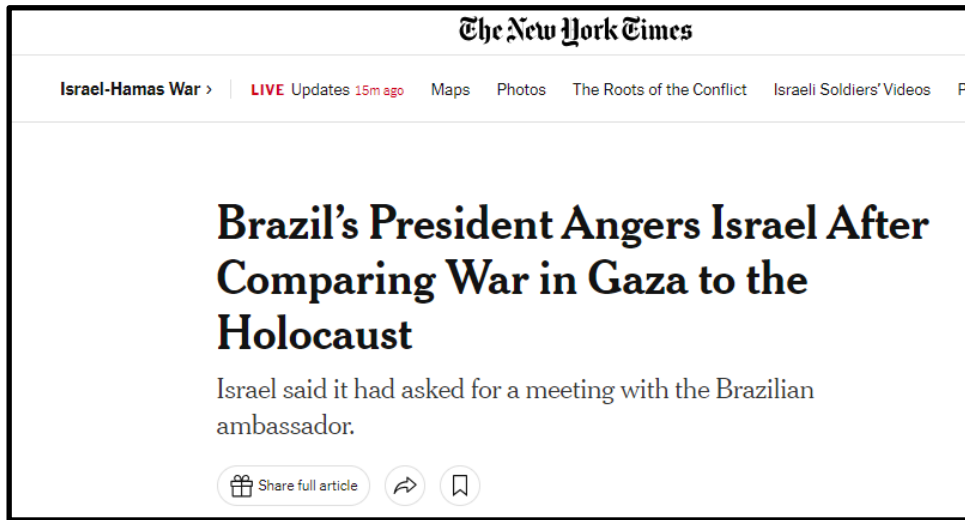 The New York Times
Israel-Hamas War › LIVE Updates 15m ago Maps Photos The Roots of the Conflict Israeli Soldiers' Videos
Brazil’s President Angers Israel After
Comparing War in Gaza to the
Holocaust
Israel said it had asked for a meeting with the Brazilian
ambassador.
Share full article